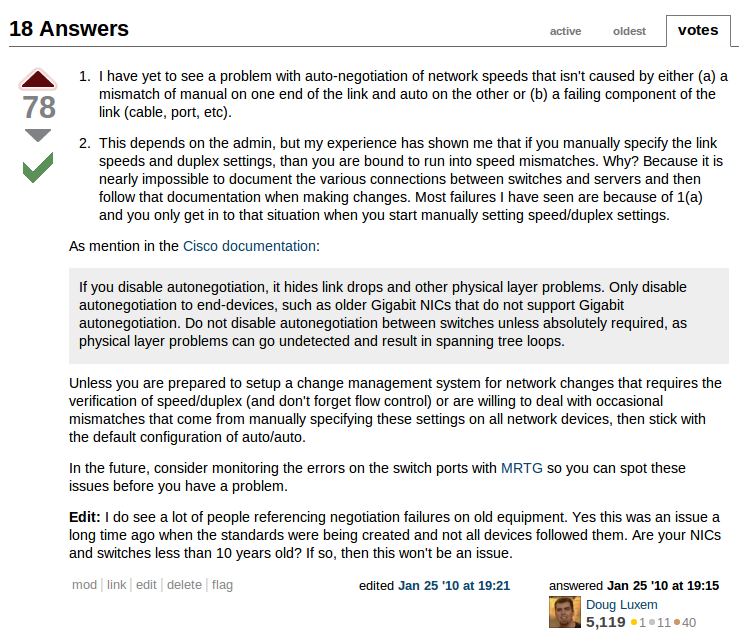 18 Answers
active oldest votes
78
1. I have yet to see a problem with auto-negotiation of network speeds that isn't caused by either (a) a
mismatch of manual on one end of the link and auto on the other or (b) a failing component of the
link (cable, port, etc).
2. This depends on the admin, but my experience has shown me that if you manually specify the link
speeds and duplex settings, than you are bound to run into speed mismatches. Why? Because it is
nearly impossible to document the various connections between switches and servers and then
follow that documentation when making changes. Most failures I have seen are because of 1(a)
and you only get in to that situation when you start manually setting speed/duplex settings.
As mention in the Cisco documentation:
If you disable autonegotiation, it hides link drops and other physical layer problems. Only disable
autonegotiation to end-devices, such as older Gigabit NICs that do not support Gigabit
autonegotiation. Do not disable autonegotiation between switches unless absolutely required, as
physical layer problems can go undetected and result in spanning tree loops.
Unless you are prepared to setup a change management system for network changes that requires the
verification of speed/duplex (and don't forget flow control) or are willing to deal with occasional
mismatches that come from manually specifying these settings on all network devices, then stick with
the default configuration of auto/auto.
In the future, consider monitoring the errors on the switch ports with MRTG so you can spot these
issues before you have a problem.
Edit: I do see a lot of people referencing negotiation failures on old equipment. Yes this was an issue a
long time ago when the standards were being created and not all devices followed them. Are your NICs
and switches less than 10 years old? If so, then this won't be an issue.
mod | link | edit | delete | flag
edited Jan 25 '10 at 19:21
answered Jan 25 '10 at 19:15
Doug Luxem
5,119 ●1 ●11 ●40